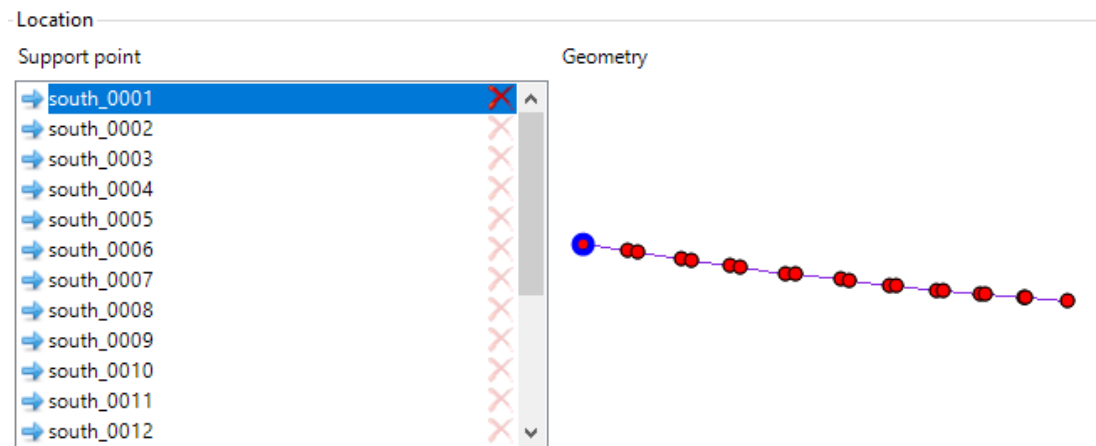 Location
Support point
Geometry
south_0001
south_0002
south_0003
south_0004
south_0005
south_0006
south_0007
south_0008
south_0009
south_0010
south_0011
south_0012